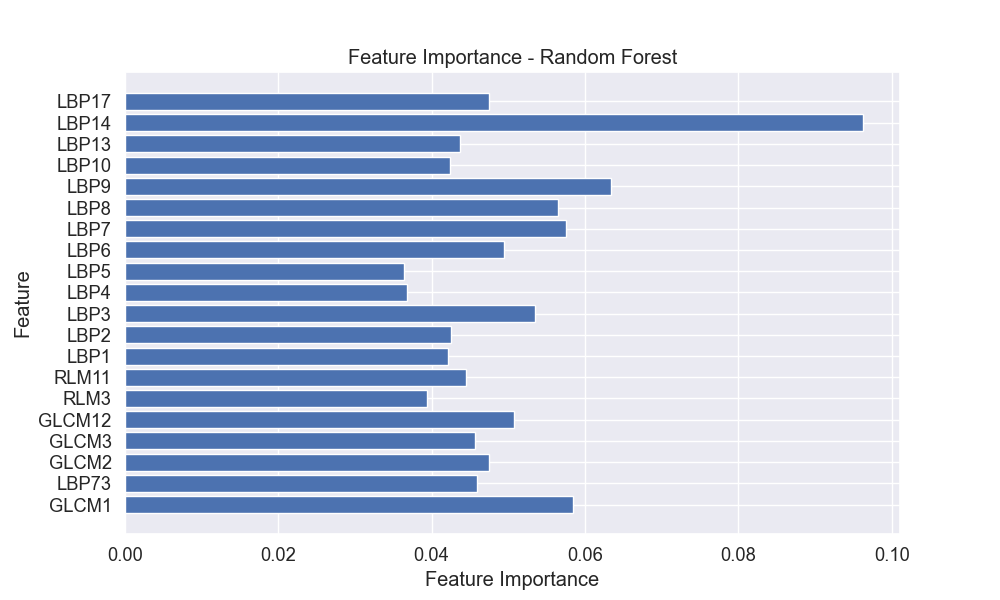 Feature Importance - Random Forest
LBP17
LBP14
LBP13
LBP10
LBP9
LBP8
LBP7
LBP6
LBP5
LBP4
LBP3
LBP2
LBP1
RLM11
RLM3
GLCM12
GLCM3
GLCM2
LBP73
GLCM1
Feature
0.00 0.02 0.04 0.06 0.08 0.10
Feature Importance